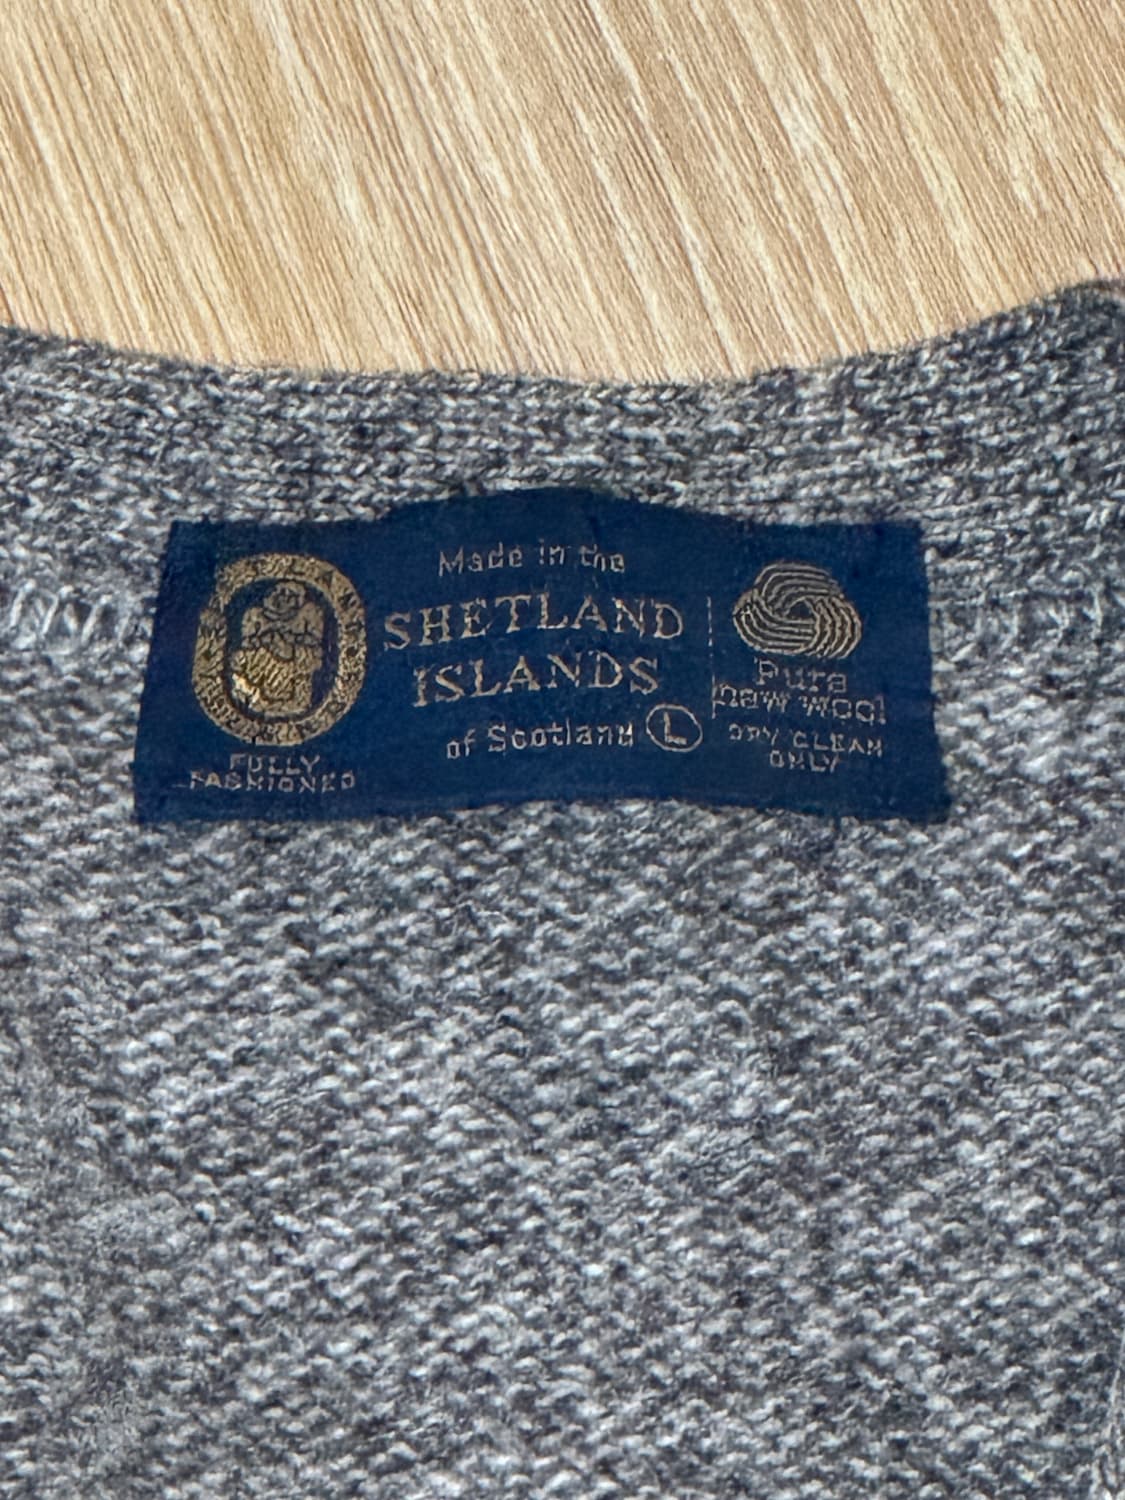 Made in the
SHETLAND
ISLANDS
of Scotland L
FULLY
FASHIONED
Pure
new wool
DRY CLEAN
ONLY